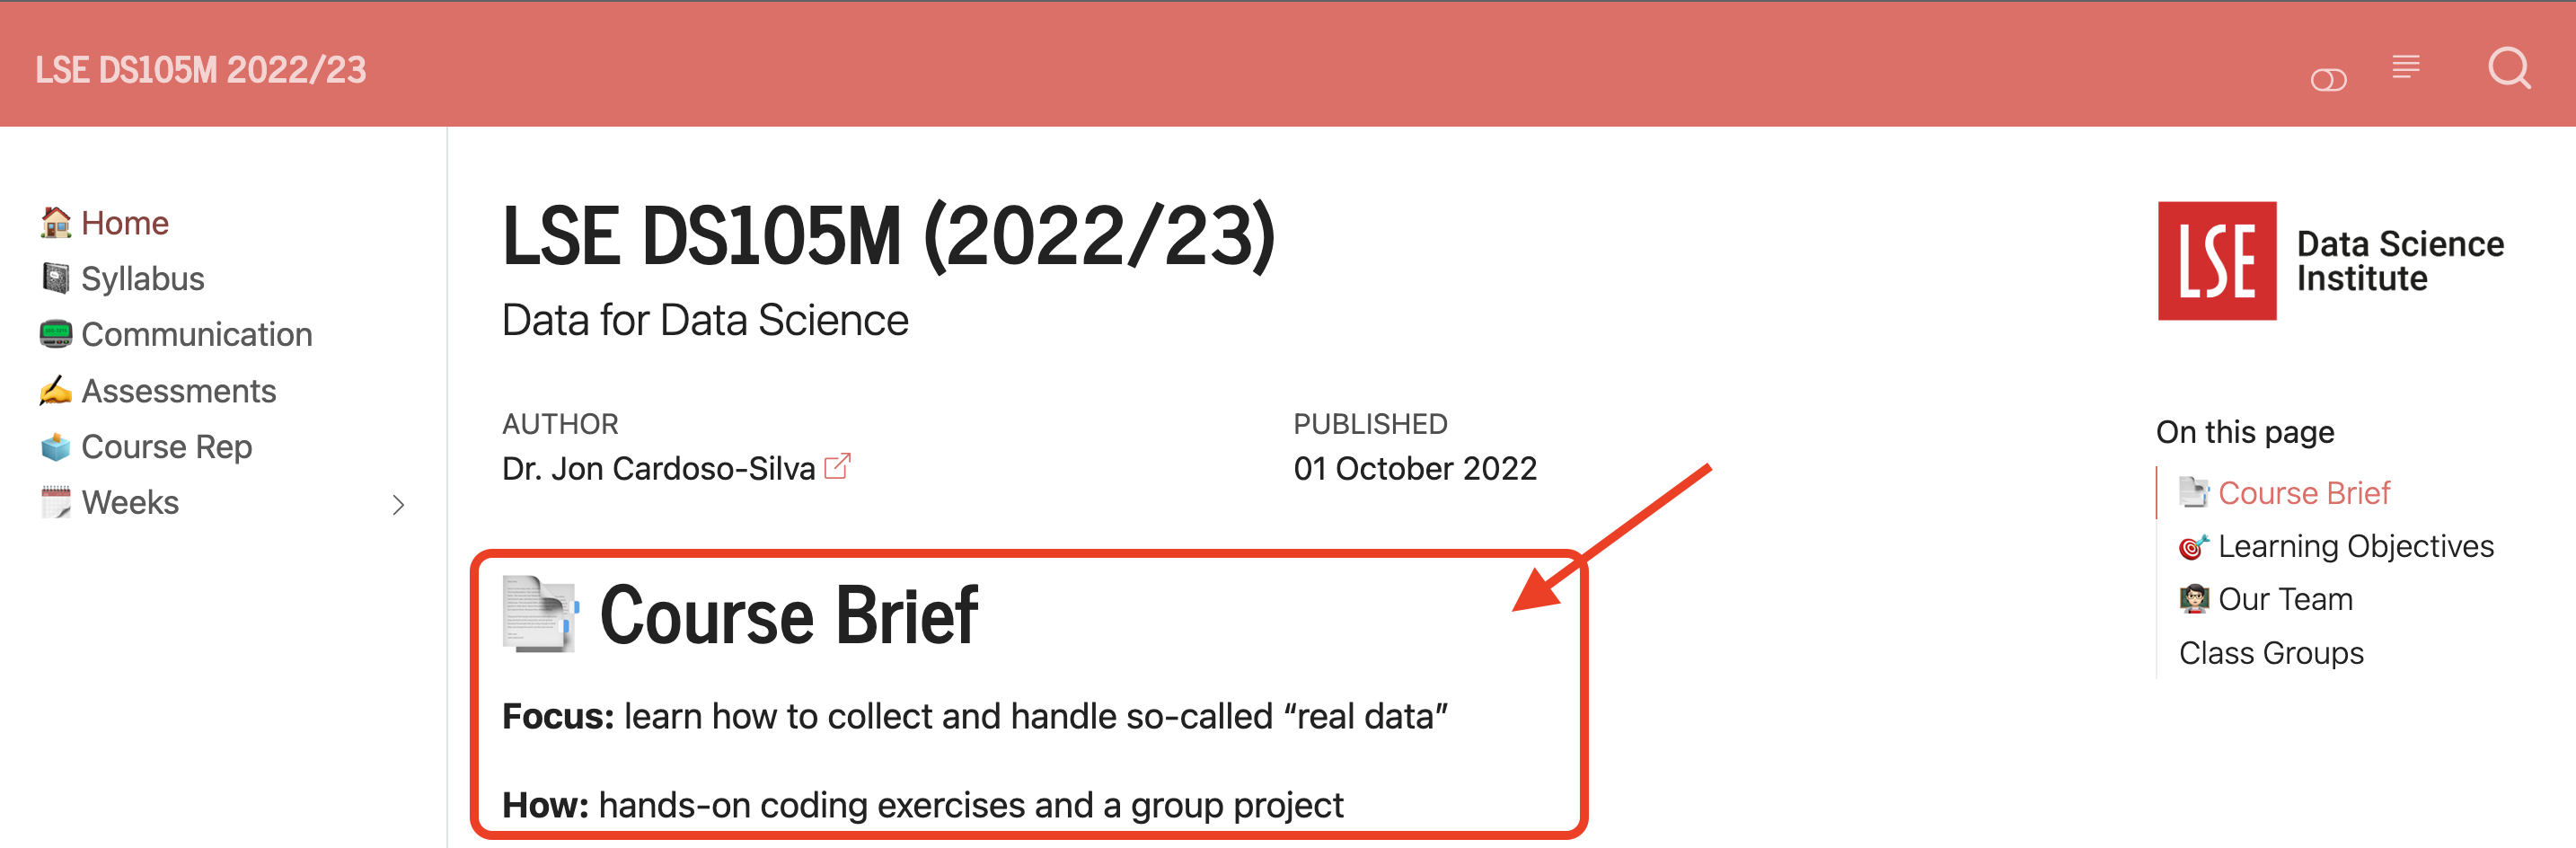 LSE DS105M 2022/23
Home
Syllabus
Communication
Assessments
Course Rep
Weeks
LSE DS105M (2022/23)
Data for Data Science
AUTHOR
Dr. Jon Cardoso-Silva
PUBLISHED
01 October 2022
Course Brief
Focus: learn how to collect and handle so-called “real data”
How: hands-on coding exercises and a group project
LSE
Data Science
Institute
On this page
Course Brief
Learning Objectives
Our Team
Class Groups